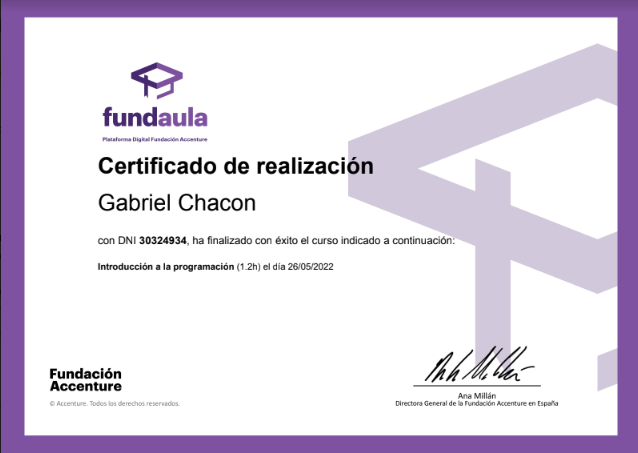 fundaula
Plataforma Digital Fundación Accenture
Certificado de realización
Gabriel Chacon
con DNI 30324934, ha finalizado con éxito el curso indicado a continuación:
Introducción a la programación (1.2h) el día 26/05/2022
Fundación
Accenture
© Accenture. Todos los derechos reservados.
Ana Millán
Directora General de la Fundación Accenture en España